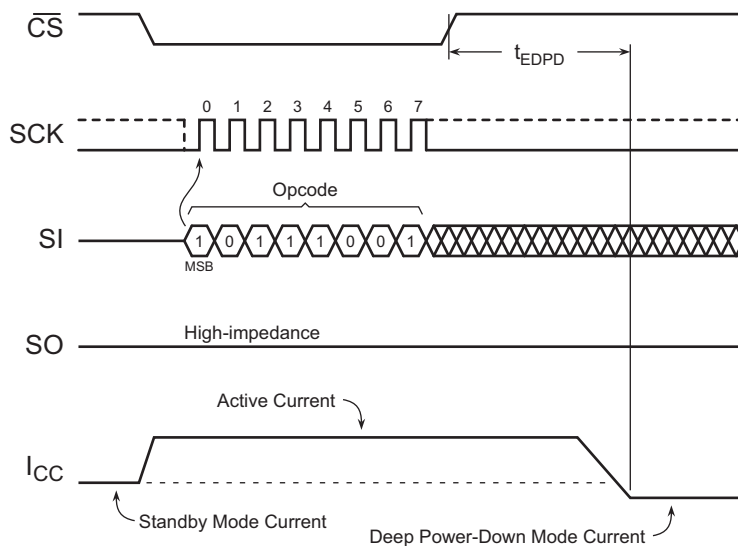 CS
tEDPD
0 1 2 3 4 5 6 7
SCK
Opcode
SI
1 0 1 1 1 0 0 1
MSB
High-impedance
SO
Active Current
ICC
Standby Mode Current
Deep Power-Down Mode Current